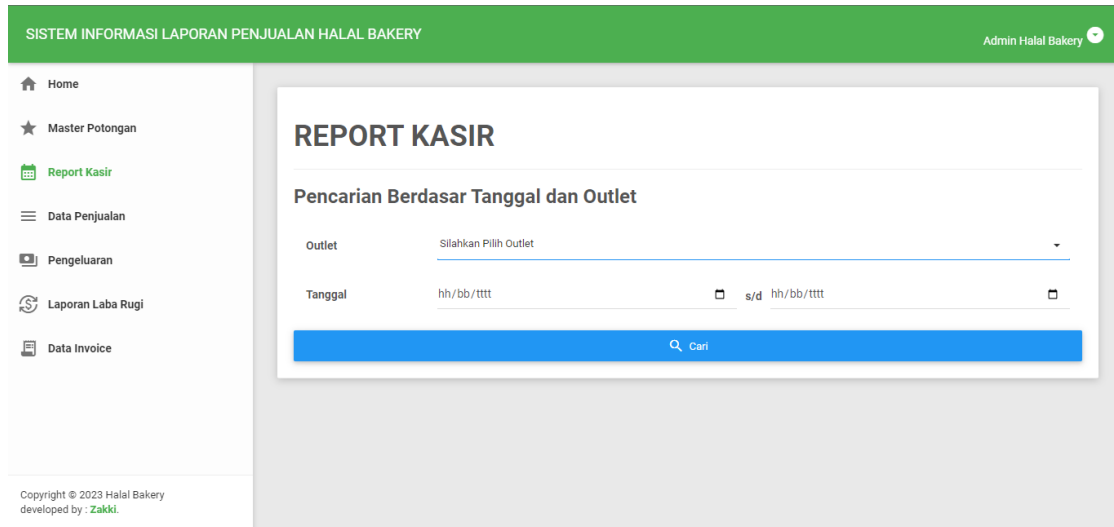 SISTEM INFORMASI LAPORAN PENJUALAN HALAL BAKERY
Admin Halal Bakery
Home
Master Potongan
Report Kasir
Data Penjualan
Pengeluaran
Laporan Laba Rugi
Data Invoice
Copyright © 2023 Halal Bakery
developed by : Zakki.
REPORT KASIR
Pencarian Berdasar Tanggal dan Outlet
Outlet Silahkan Pilih Outlet
Tanggal hh/bb/tttt s/d hh/bb/tttt
Cari